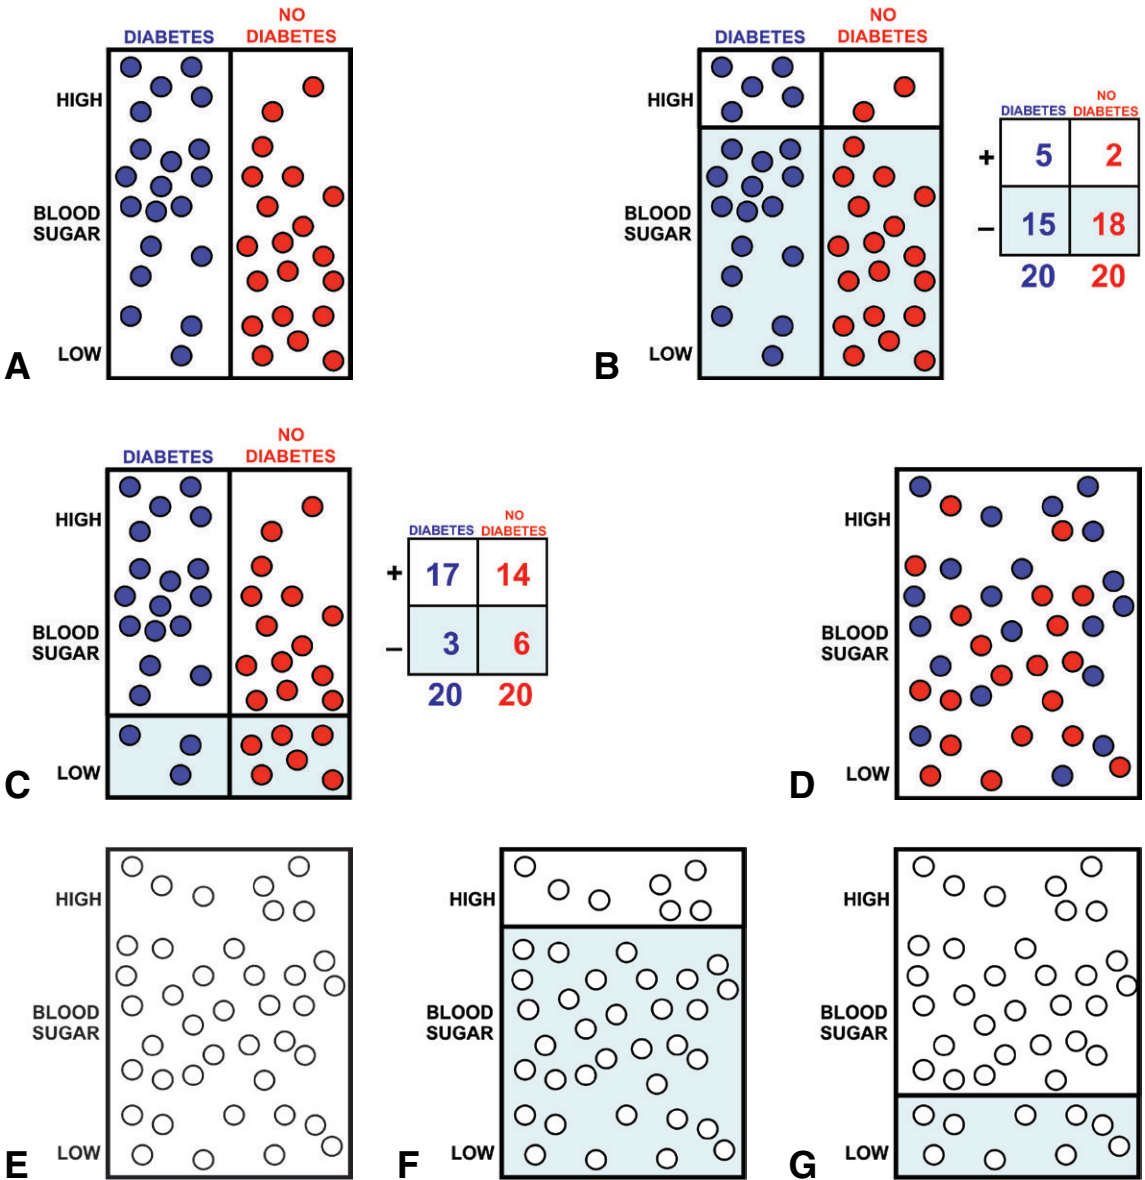 NO
DIABETES DIABETES
HIGH
BLOOD
SUGAR
LOW
A
NO
DIABETES DIABETES
HIGH
BLOOD
SUGAR
LOW
B
NO
DIABETES DIABETES
+ 5 2
– 15 18
20 20
NO
DIABETES DIABETES
HIGH
BLOOD
SUGAR
LOW
C
NO
DIABETES DIABETES
+ 17 14
– 3 6
20 20
HIGH
BLOOD
SUGAR
LOW
D
HIGH
BLOOD
SUGAR
LOW
E
HIGH
BLOOD
SUGAR
LOW
F
HIGH
BLOOD
SUGAR
LOW
G